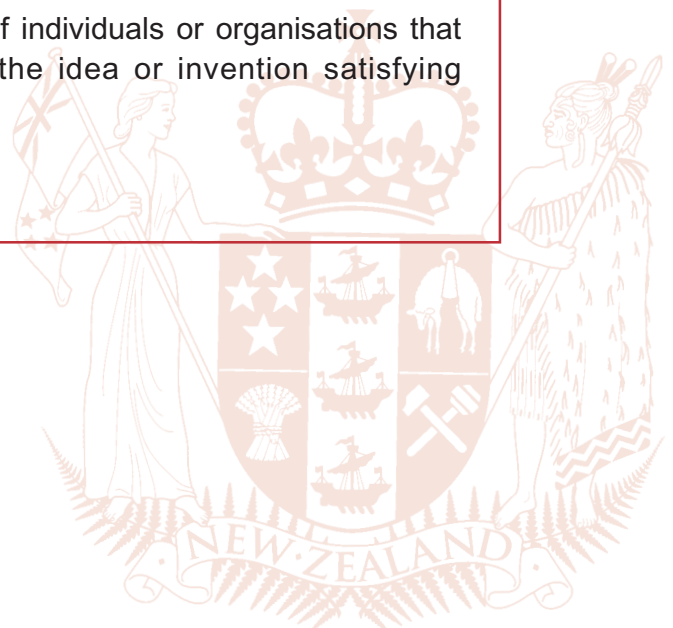 f individuals or organisations that
the idea or invention satisfying
NEW·ZEALAND